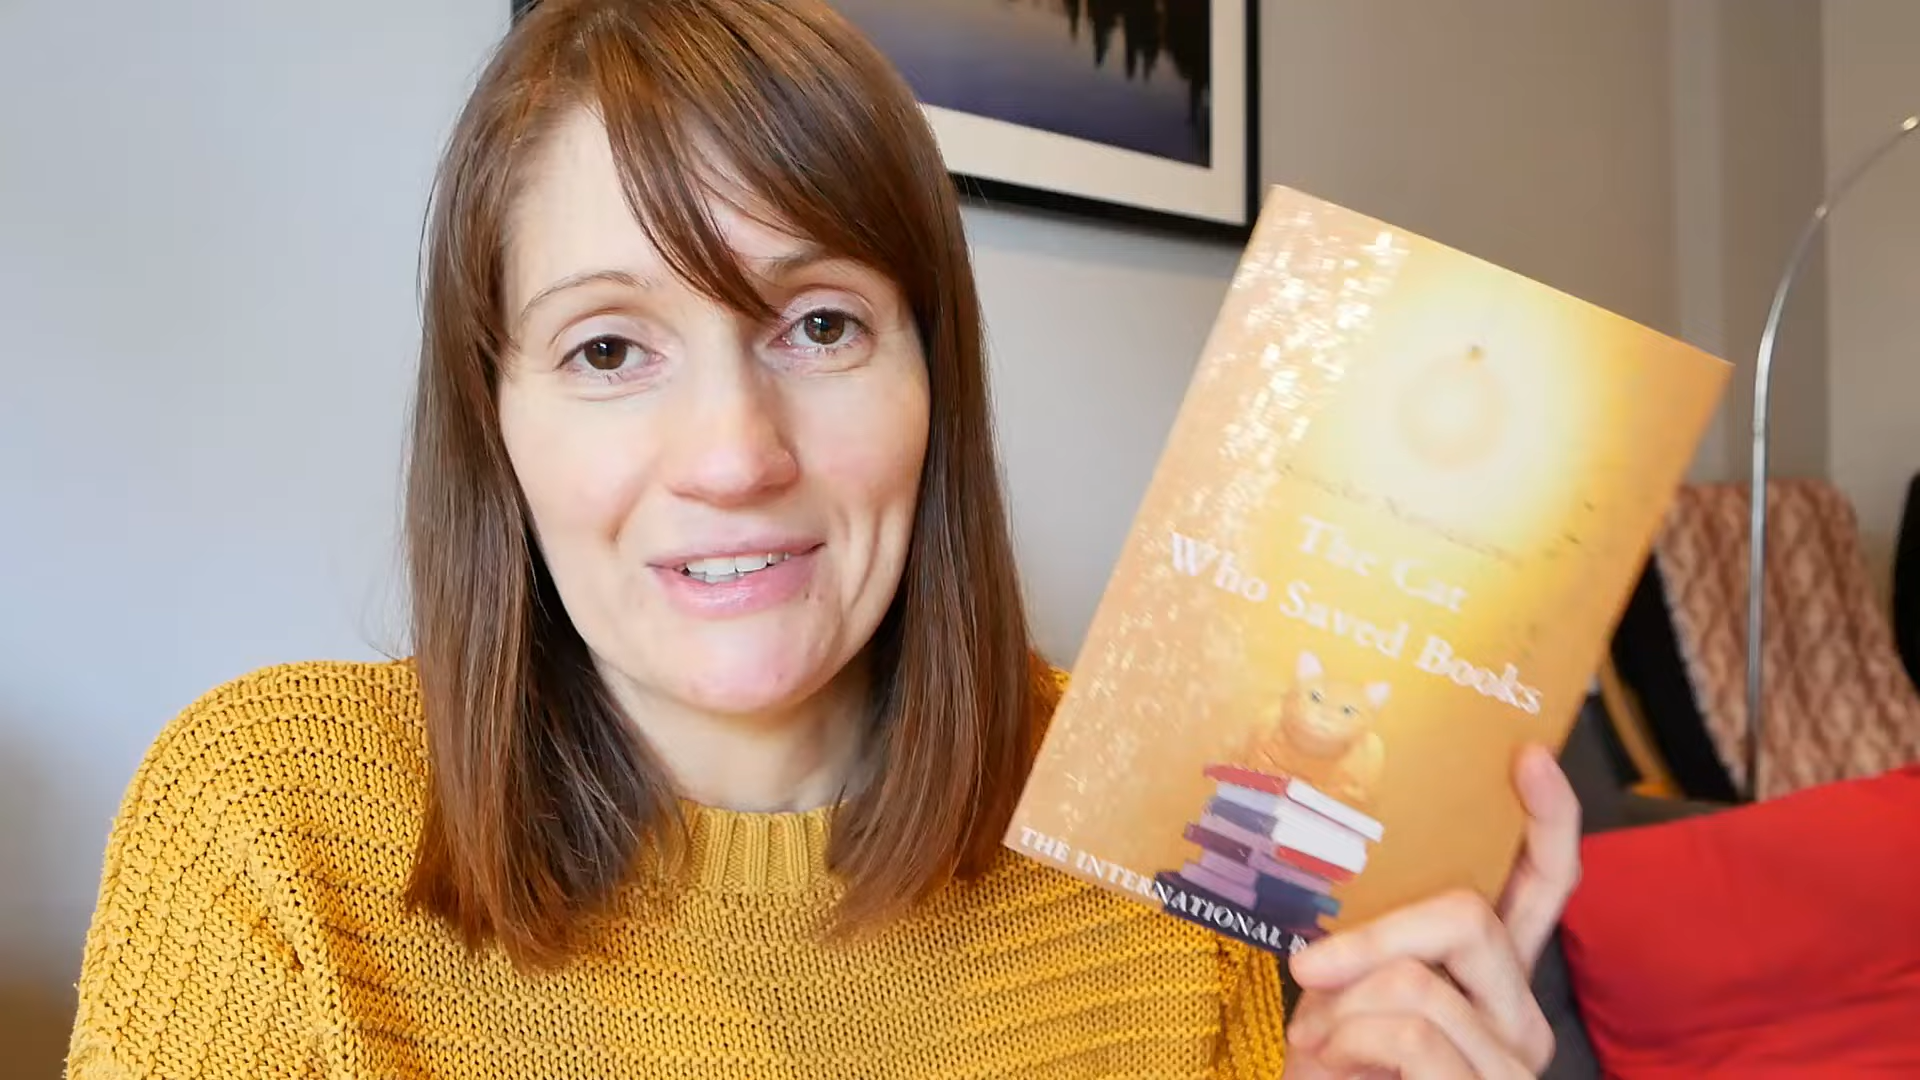 The Cat
Who Saved Books
THE INTERNATIONAL